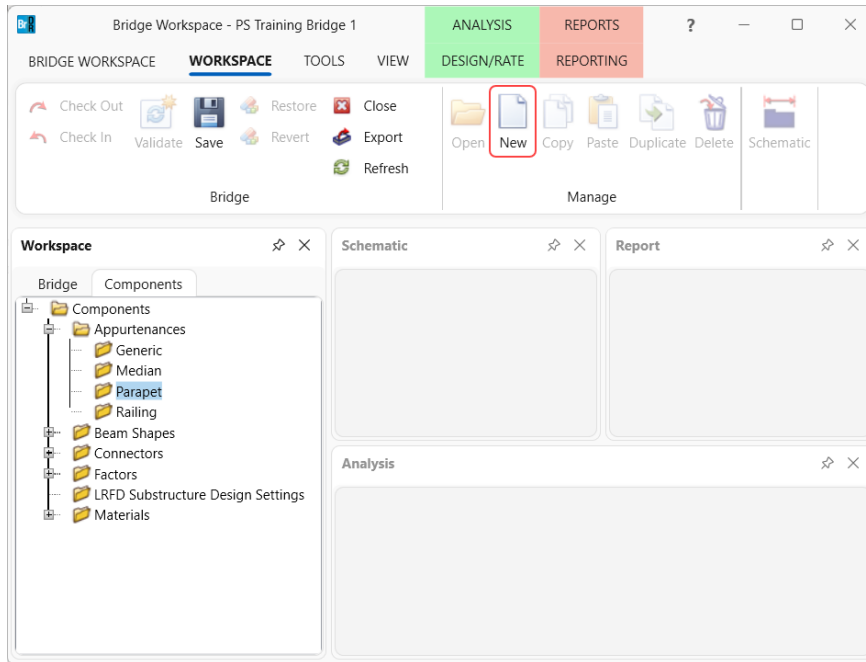 Br DR Bridge Workspace - PS Training Bridge 1 ANALYSIS REPORTS ?
BRIDGE WORKSPACE WORKSPACE TOOLS VIEW DESIGN/RATE REPORTING
Check Out
Check In
Validate
Save
Restore
Revert
Close
Export
Refresh
Bridge
Open
New
Copy
Paste
Duplicate
Delete
Schematic
Manage
Workspace
Bridge Components
Components
Appurtenances
Generic
Median
Parapet
Railing
Beam Shapes
Connectors
Factors
LRFD Substructure Design Settings
Materials
Schematic
Report
Analysis